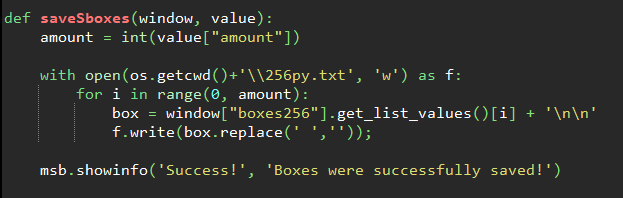 def saveSboxes(window, value):
    amount = int(value["amount"])

    with open(os.getcwd()+'\\256py.txt', 'w') as f:
        for i in range(0, amount):
            box = window["boxes256"].get_list_values()[i] + '\n\n'
            f.write(box.replace(' ',''));

    msb.showinfo('Success!', 'Boxes were successfully saved!')